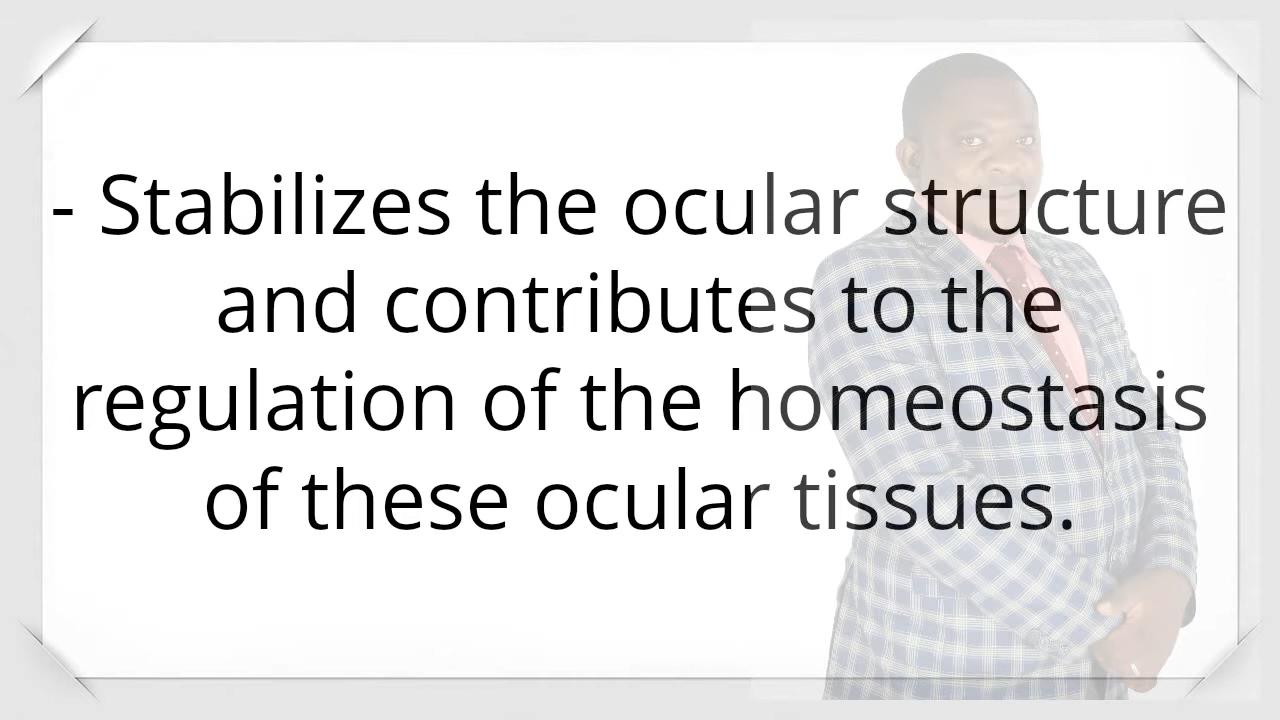 - Stabilizes the ocular structure
and contributes to the
regulation of the homeostasis
of these ocular tissues.